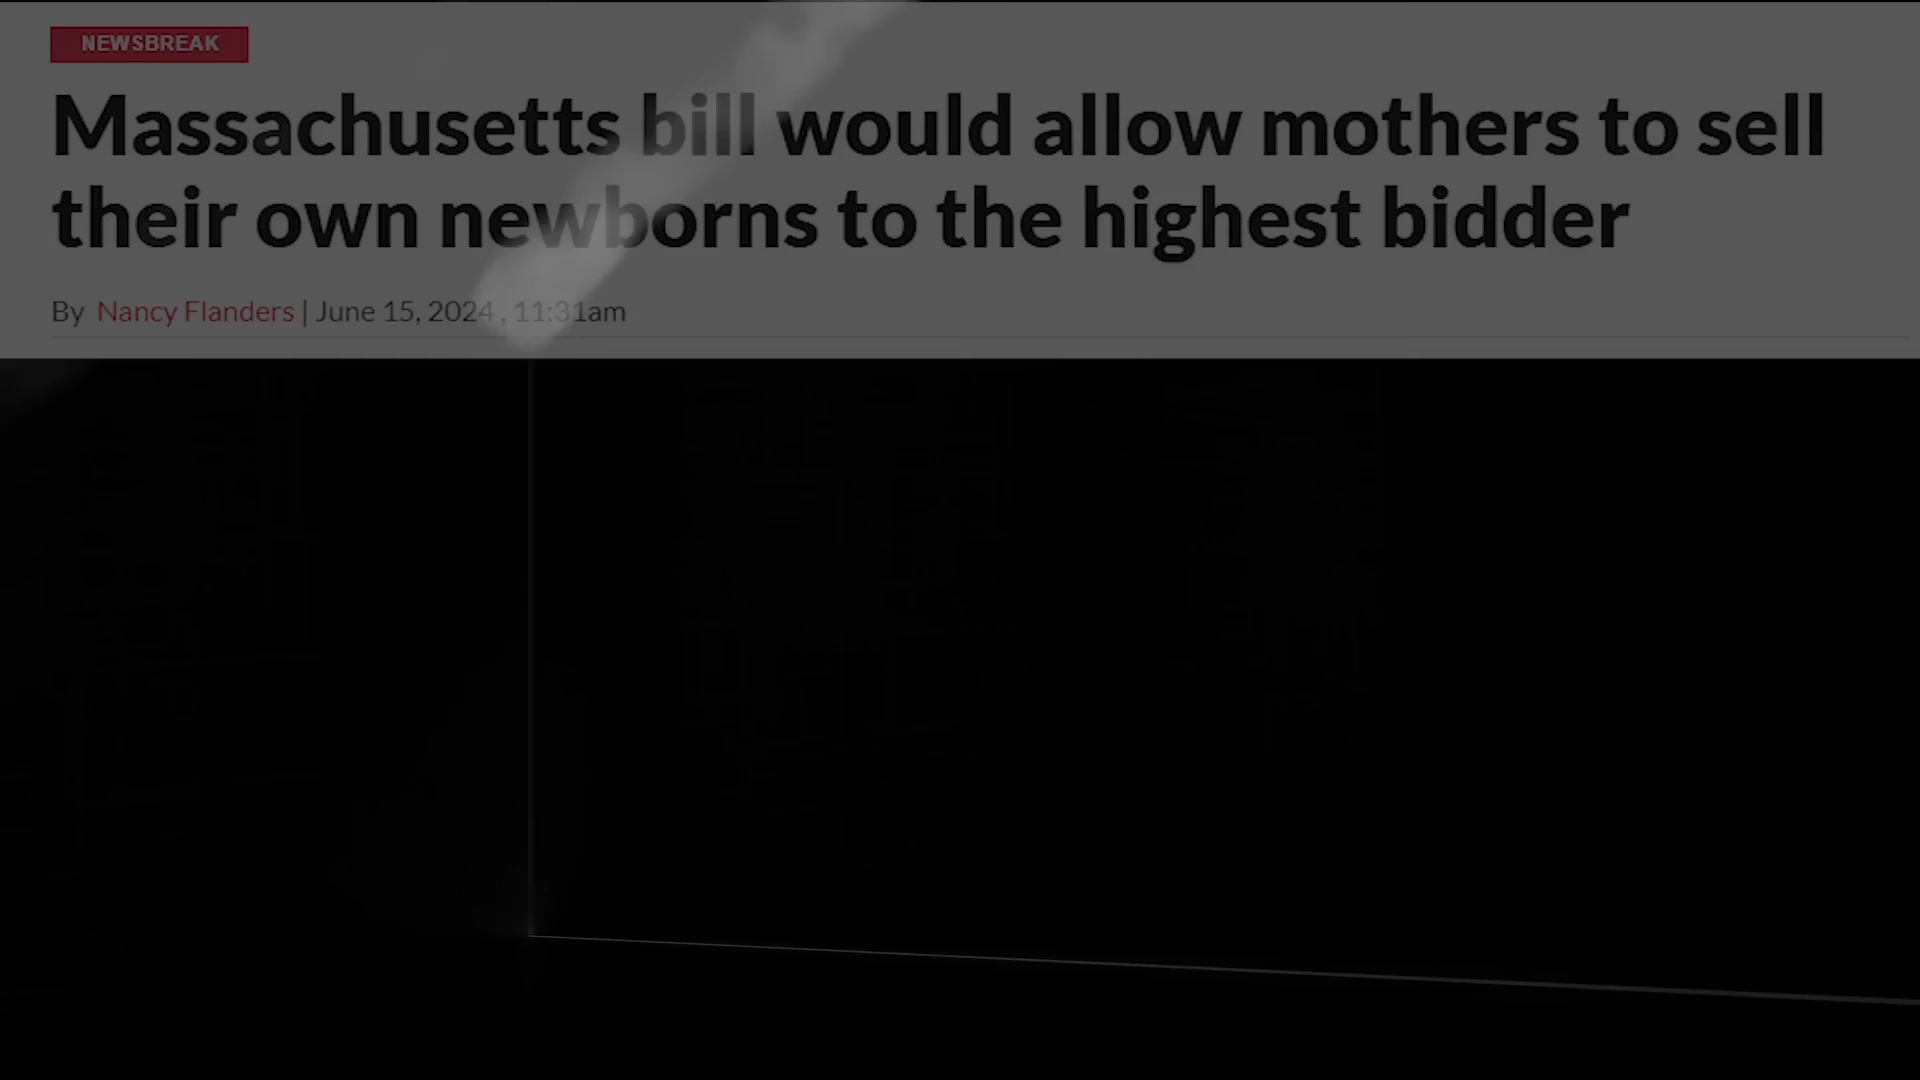 NEWSBREAK
Massachusetts bill would allow mothers to sell
their own newborns to the highest bidder
By Nancy Flanders | June 15, 2024 , 11:31am